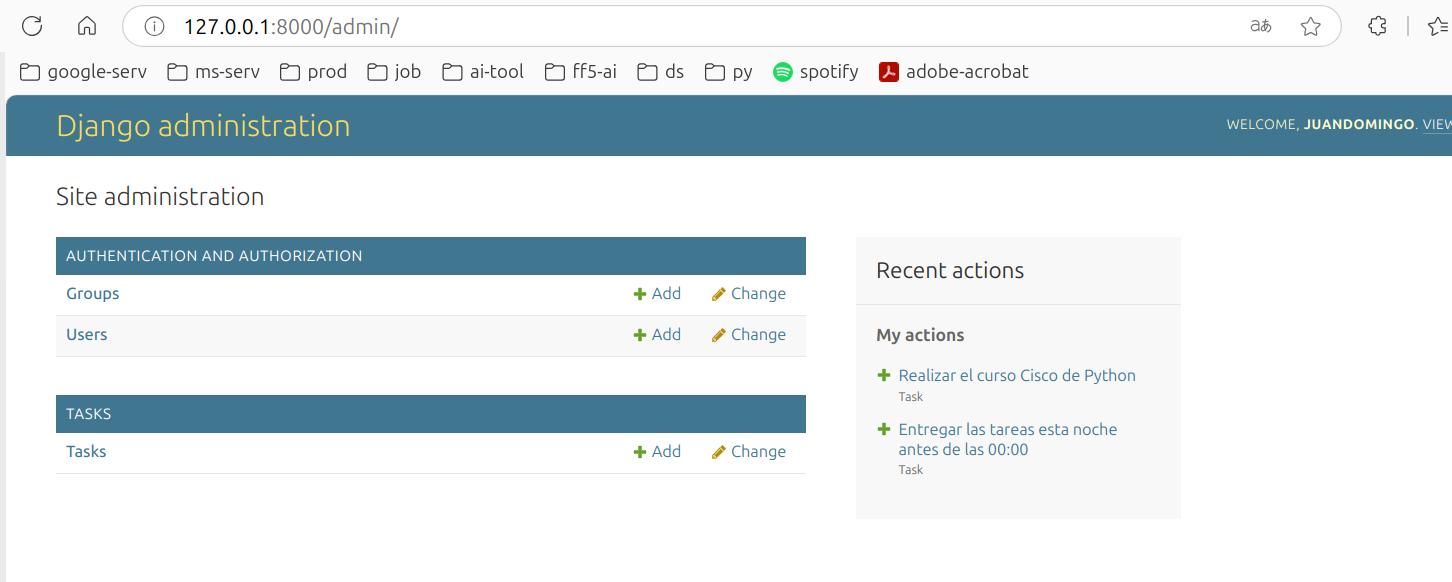 127.0.0.1:8000/admin/ aあ
google-serv ms-serv prod job ai-tool ff5-ai ds py spotify adobe-acrobat
Django administration
WELCOME, JUANDOMINGO. VIEW
Site administration
AUTHENTICATION AND AUTHORIZATION
Groups Add Change
Users Add Change
TASKS
Tasks Add Change
Recent actions
My actions
Realizar el curso Cisco de Python
Task
Entregar las tareas esta noche
antes de las 00:00
Task